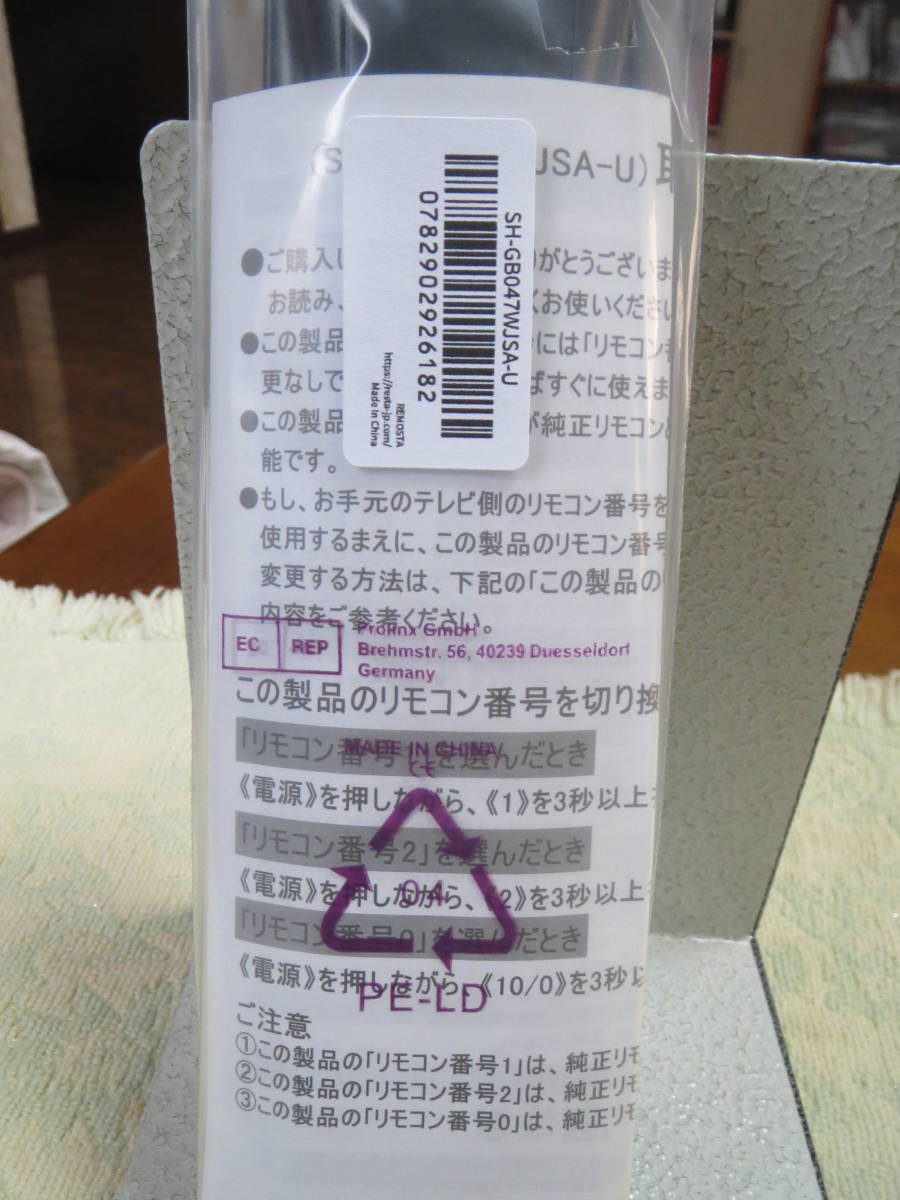 (S JSA-U) 取
SH-GB047WJSA-U
0782902926182
REMOSTA
https://resta-jp.com/
Made In China
●ご購入 りがとうございま
お読み、 くお使いください
●この製品 には「リモコン番
更なしで ばすぐに使えま
●この製品 が純正リモコン
能です。
●もし、お手元のテレビ側のリモコン番号を
使用するまえに、この製品のリモコン番号
変更する方法は、下記の「この製品の
内容をご参考ください。
EC REP
Prolinx GmbH
Brehmstr. 56, 40239 Duesseldorf
Germany
この製品のリモコン番号を切り換
「リモコン番号1」を選んだとき
MADE IN CHINA
CE
《電源》を押しながら、《1》を3秒以上
「リモコン番号2」を選んだとき
《電源》を押しながら、《2》を3秒以上
04
「リモコン番号0」を選んだとき
《電源》を押しながら、《10/0》を3秒以
PE-LD
ご注意
①この製品の「リモコン番号1」は、純正リモ
②この製品の「リモコン番号2」は、純正リモ
③この製品の「リモコン番号0」は、純正リモ